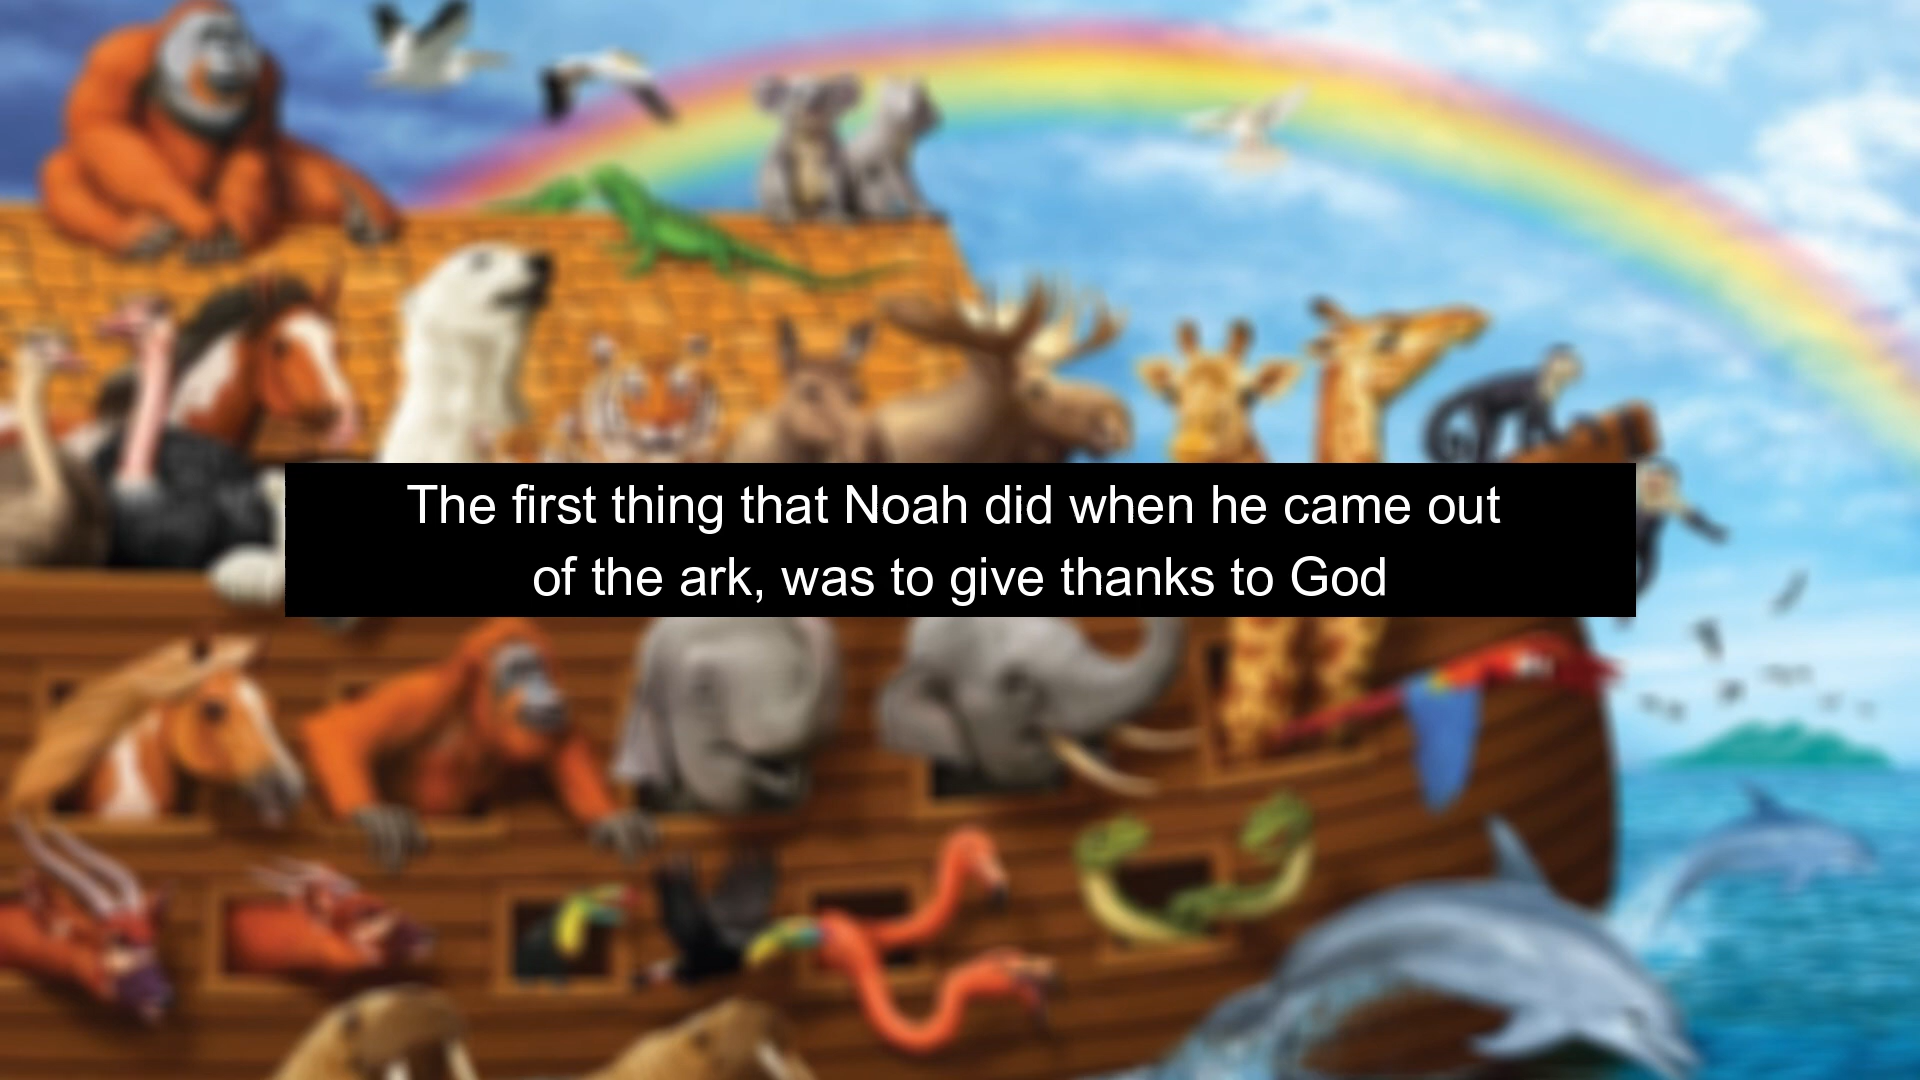 The first thing that Noah did when he came out
of the ark, was to give thanks to God